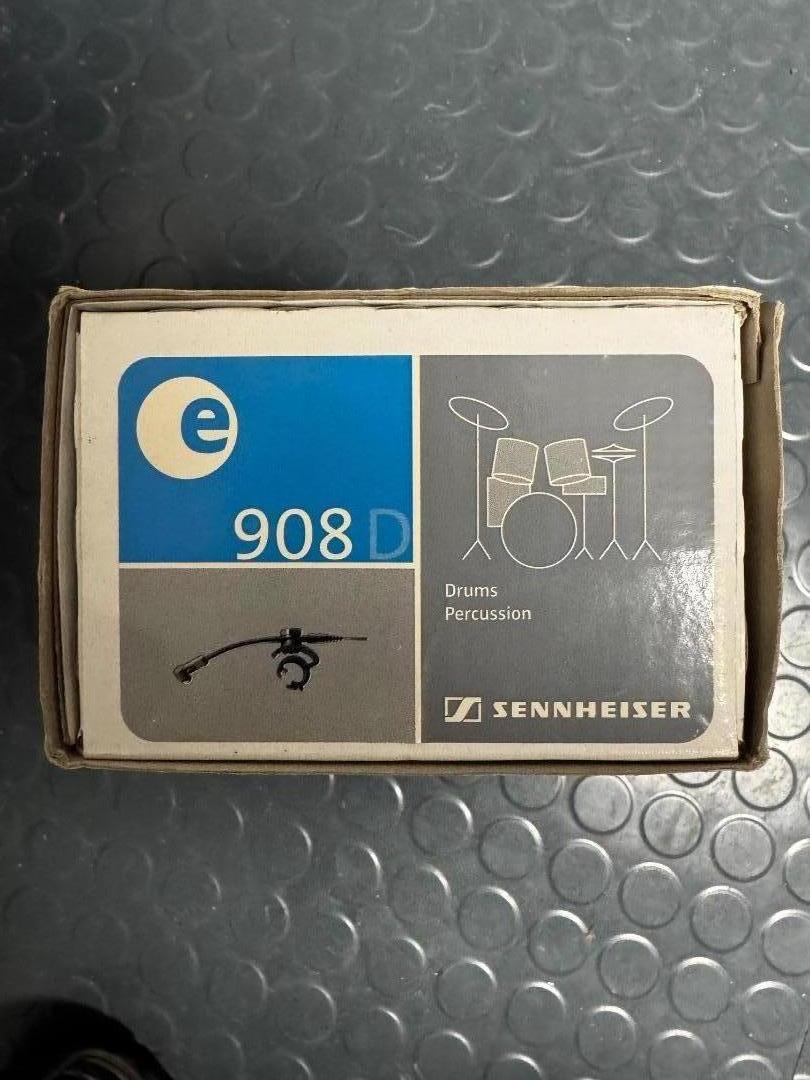 e
908 D
Drums
Percussion
SENNHEISER